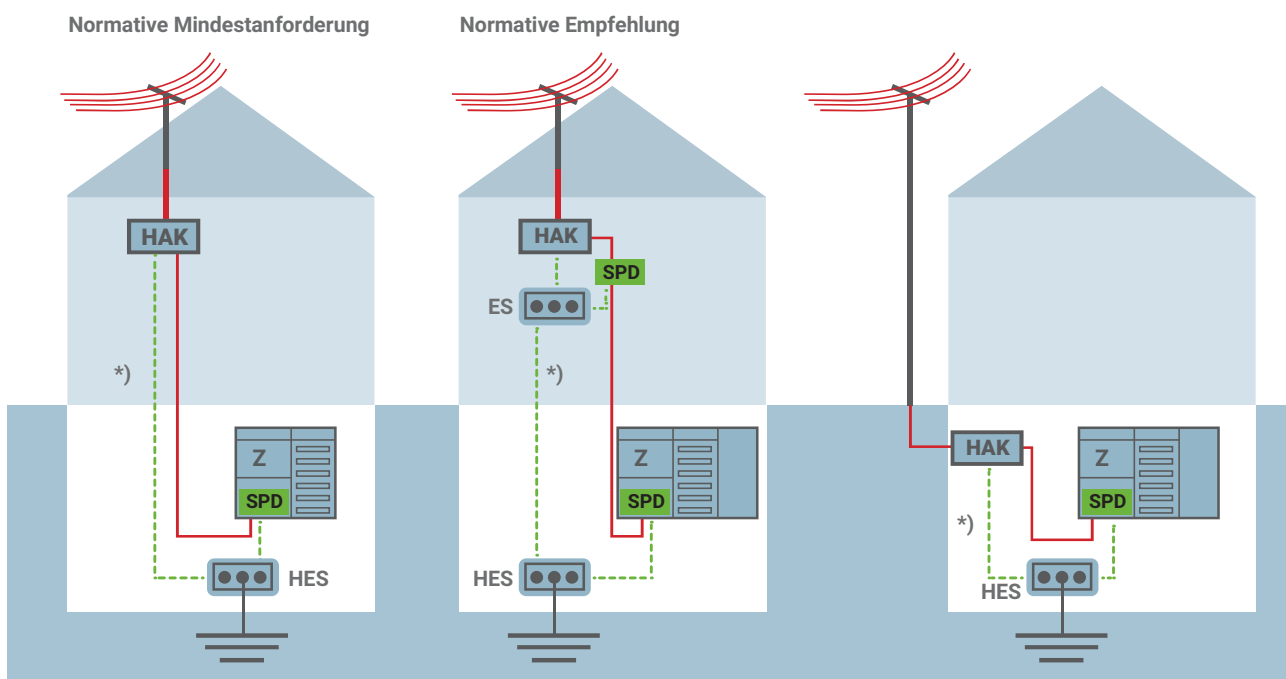 Normative Mindestanforderung
Normative Empfehlung
HAK
*)
Z
SPD
HES
HAK
SPD
ES
*)
Z
SPD
HES
HAK
Z
SPD
*)
HES